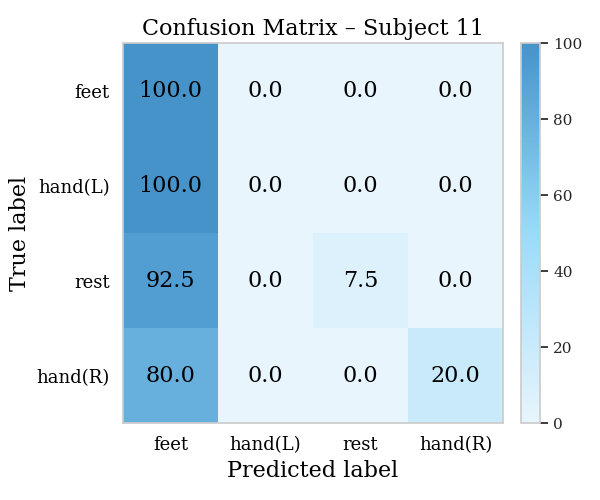 Confusion Matrix – Subject 11
feet 100.0 0.0 0.0 0.0
hand(L) 100.0 0.0 0.0 0.0
rest 92.5 0.0 7.5 0.0
hand(R) 80.0 0.0 0.0 20.0
feet hand(L) rest hand(R)
Predicted label
True label
100
80
60
40
20
0